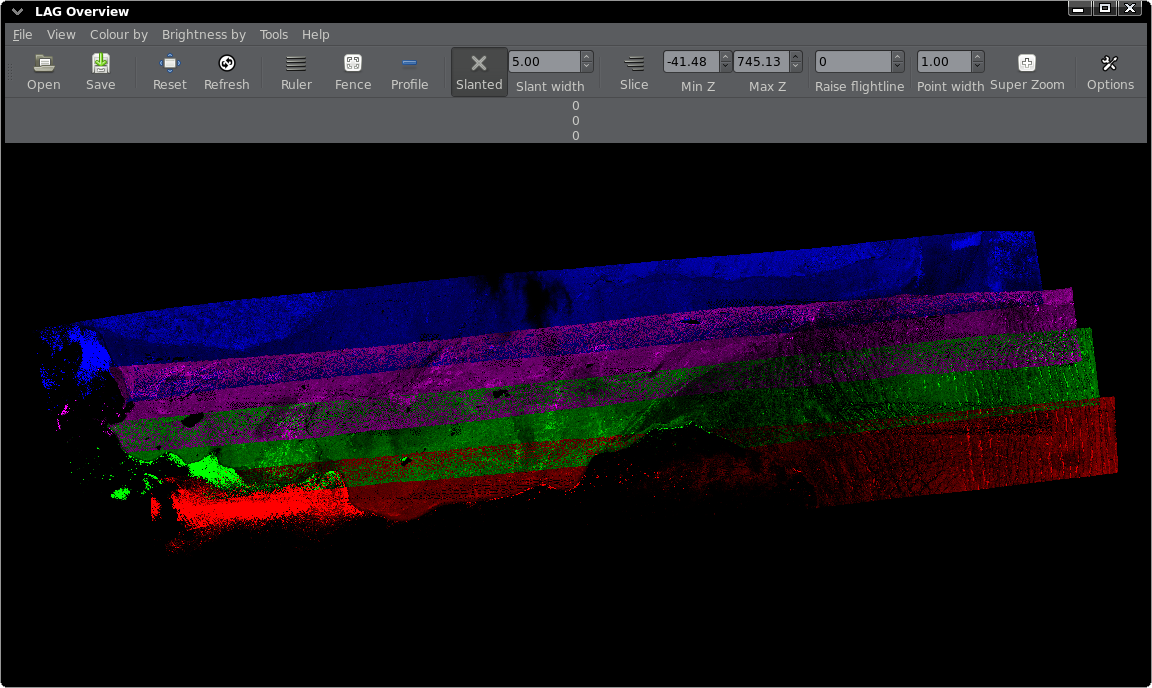 LAG Overview
File View Colour by Brightness by Tools Help
5.00 -41.48 745.13 0 1.00
Open Save Reset Refresh Ruler Fence Profile Slanted Slant width Slice Min Z Max Z Raise flightline Point width Super Zoom Options
0
0
0